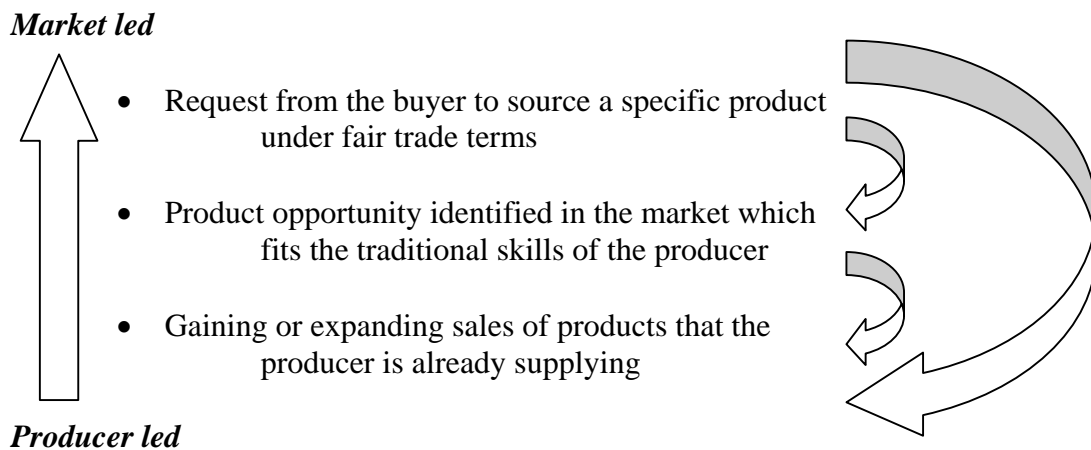 Market led
• Request from the buyer to source a specific product
under fair trade terms
• Product opportunity identified in the market which
fits the traditional skills of the producer
• Gaining or expanding sales of products that the
producer is already supplying
Producer led